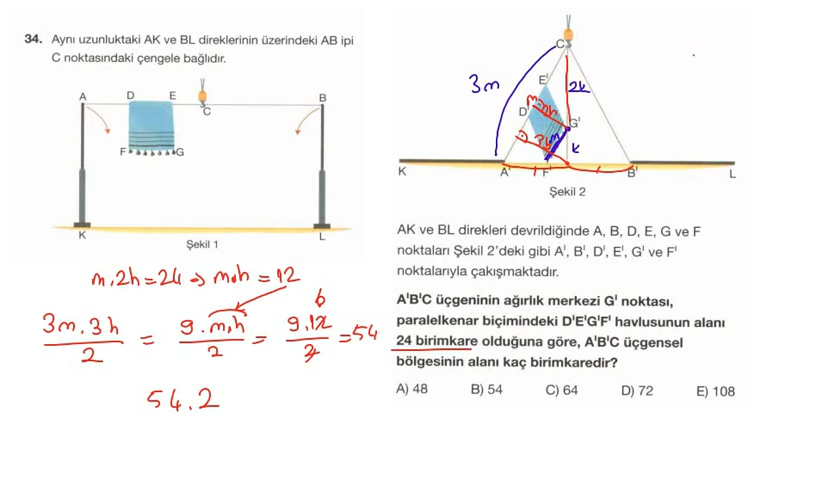 34. Aynı uzunluktaki AK ve BL direklerinin üzerindeki AB ipi
C noktasındaki çengele bağlıdır.
A D E B
C
F G
K L
Şekil 1
m.2h=24 → m.h = 12
6
3m.3h / 2 = 9.m.h / 2 = 9.12 / 2 = 54
54.2
C
3m
E' 2k
D' m 2h G'
3h k
K A' F' B' L
Şekil 2
AK ve BL direkleri devrildiğinde A, B, D, E, G ve F
noktaları Şekil 2'deki gibi A', B', D', E', G' ve F'
noktalarıyla çakışmaktadır.
A'B'C üçgeninin ağırlık merkezi G' noktası,
paralelkenar biçimindeki D'E'G'F' havlusunun alanı
24 birimkare olduğuna göre, A'B'C üçgensel
bölgesinin alanı kaç birimkaredir?
A) 48 B) 54 C) 64 D) 72 E) 108